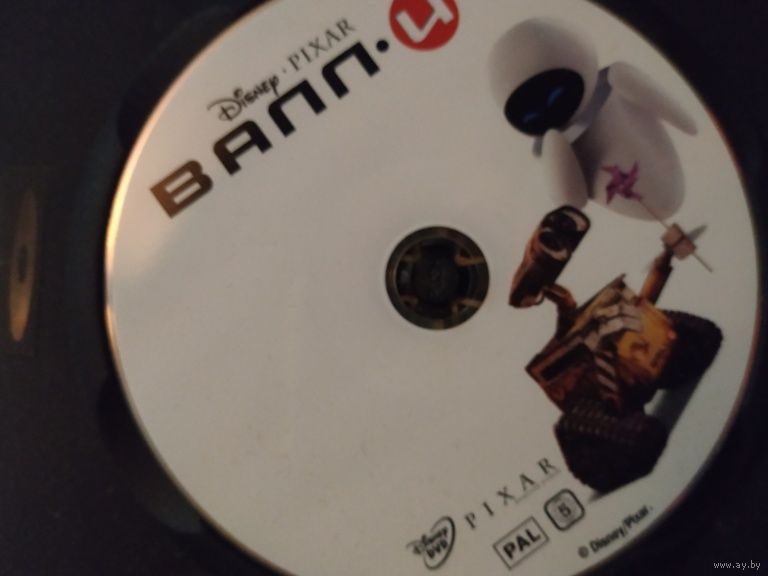 Disney · PIXAR
ВАЛЛ·И
Disney DVD
PIXAR
PAL
5
© Disney/Pixar.
www.ay.by